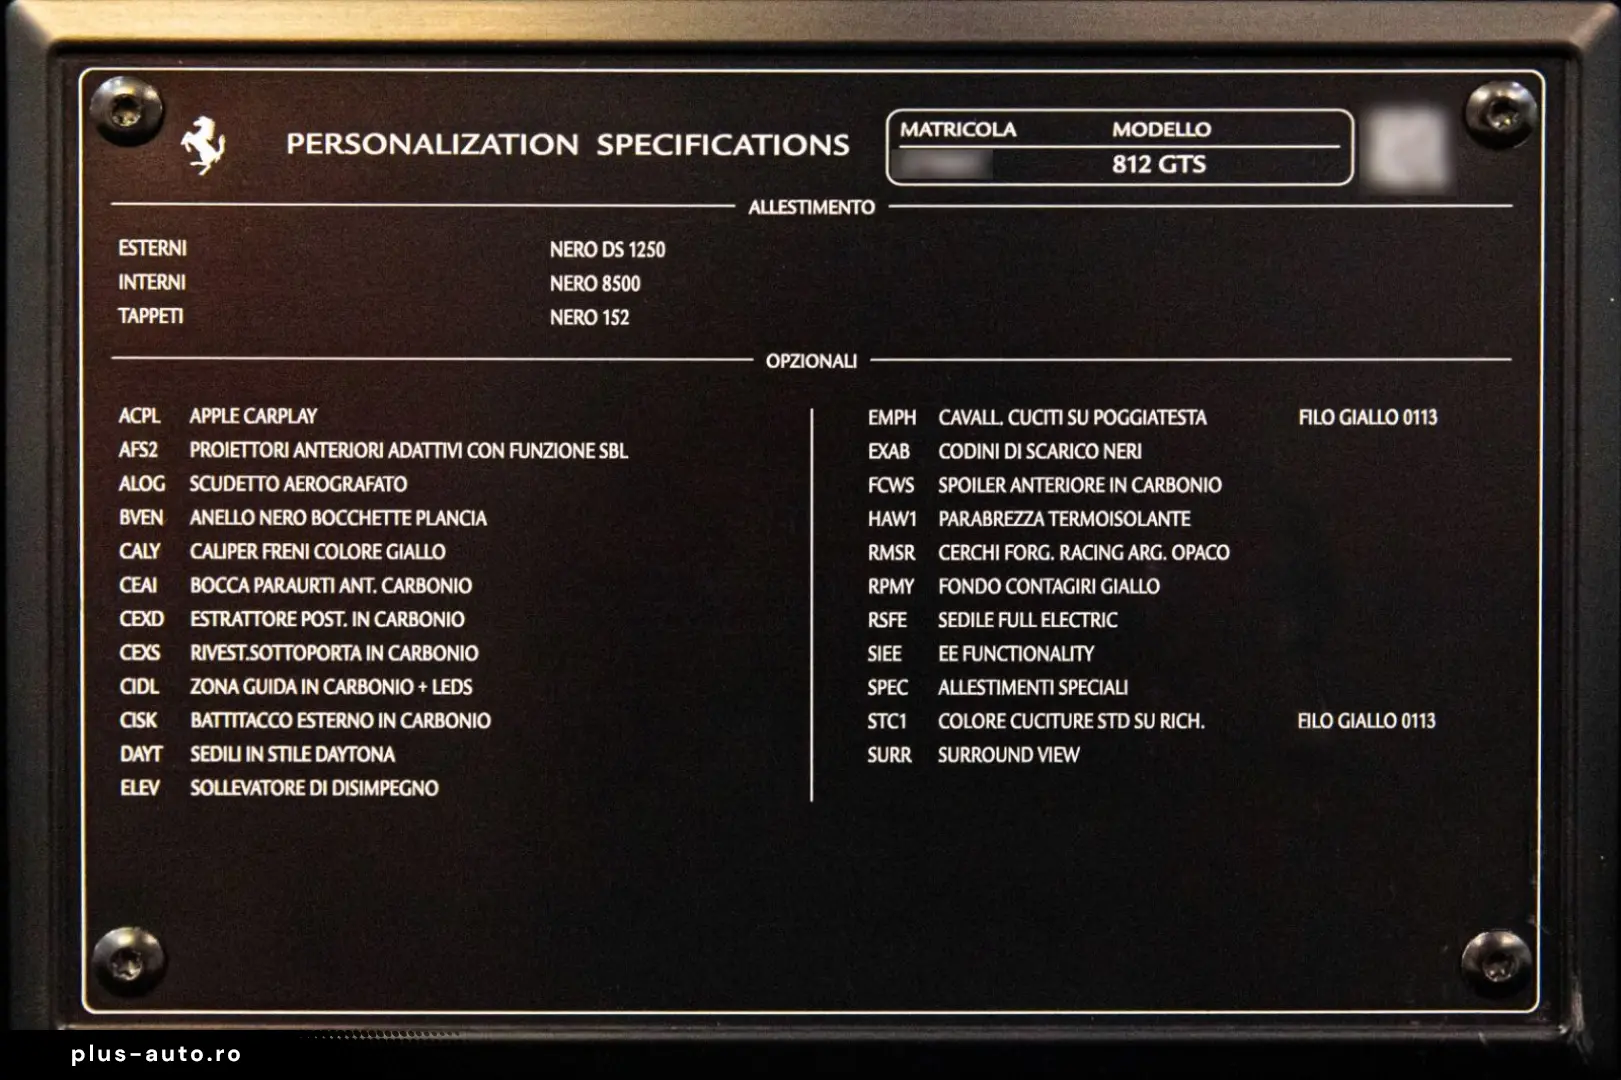 PERSONALIZATION SPECIFICATIONS
MATRICOLA MODELLO
812 GTS
ALLESTIMENTO
ESTERNI NERO DS 1250
INTERNI NERO 8500
TAPPETI NERO 152
OPZIONALI
ACPL APPLE CARPLAY
AFS2 PROIETTORI ANTERIORI ADATTIVI CON FUNZIONE SBL
ALOG SCUDETTO AEROGRAFATO
BVEN ANELLO NERO BOCCHETTE PLANCIA
CALY CALIPER FRENI COLORE GIALLO
CEAI BOCCA PARAURTI ANT. CARBONIO
CEXD ESTRATTORE POST. IN CARBONIO
CEXS RIVEST.SOTTOPORTA IN CARBONIO
CIDL ZONA GUIDA IN CARBONIO + LEDS
CISK BATTITACCO ESTERNO IN CARBONIO
DAYT SEDILI IN STILE DAYTONA
ELEV SOLLEVATORE DI DISIMPEGNO
EMPH CAVALL. CUCITI SU POGGIATESTA FILO GIALLO 0113
EXAB CODINI DI SCARICO NERI
FCWS SPOILER ANTERIORE IN CARBONIO
HAW1 PARABREZZA TERMOISOLANTE
RMSR CERCHI FORG. RACING ARG. OPACO
RPMY FONDO CONTAGIRI GIALLO
RSFE SEDILE FULL ELECTRIC
SIEE EE FUNCTIONALITY
SPEC ALLESTIMENTI SPECIALI
STC1 COLORE CUCITURE STD SU RICH. FILO GIALLO 0113
SURR SURROUND VIEW
plus-auto.ro